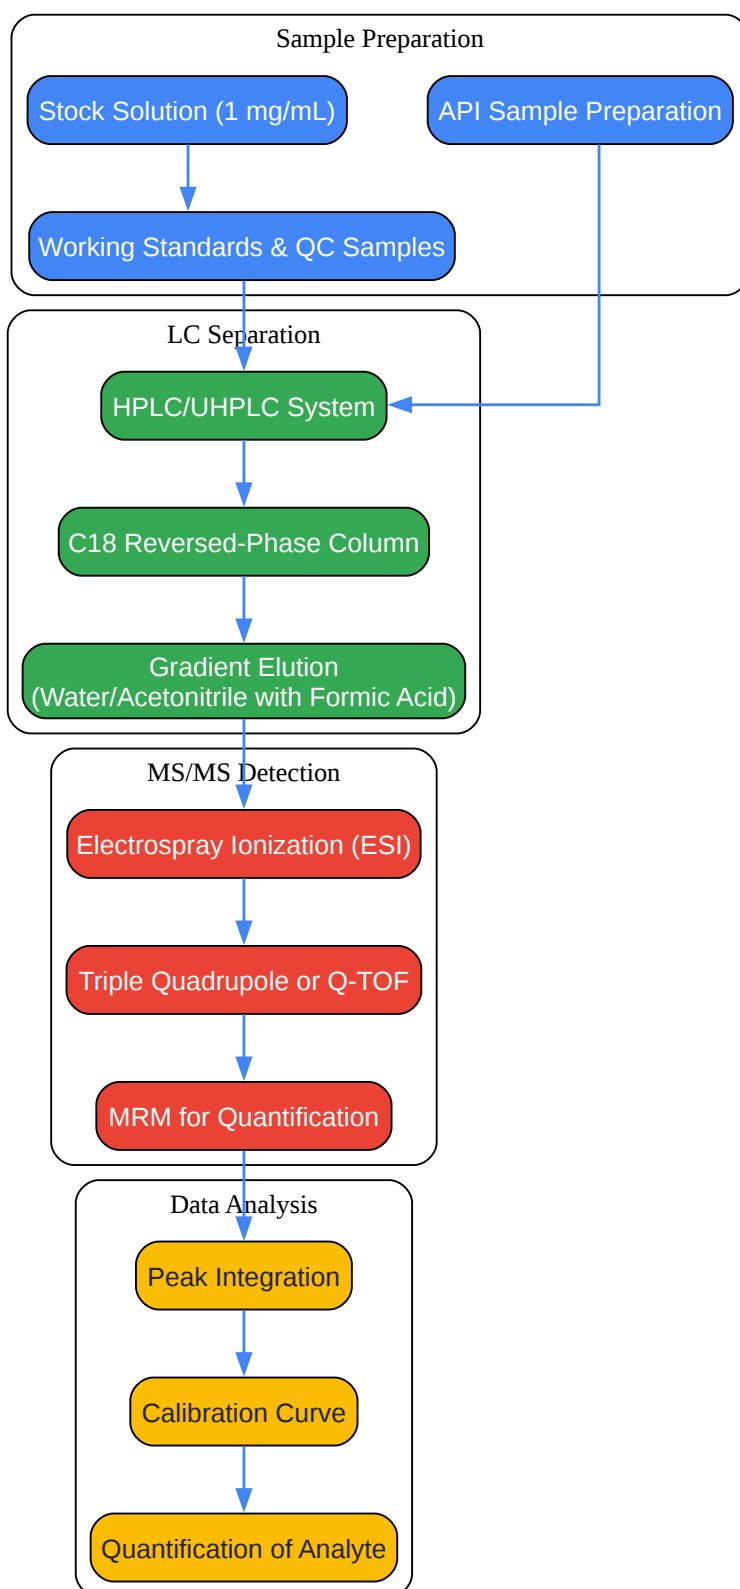 Sample Preparation
Stock Solution (1 mg/mL)
API Sample Preparation
Working Standards & QC Samples
LC Separation
HPLC/UHPLC System
C18 Reversed-Phase Column
Gradient Elution
(Water/Acetonitrile with Formic Acid)
MS/MS Detection
Electrospray Ionization (ESI)
Triple Quadrupole or Q-TOF
MRM for Quantification
Data Analysis
Peak Integration
Calibration Curve
Quantification of Analyte